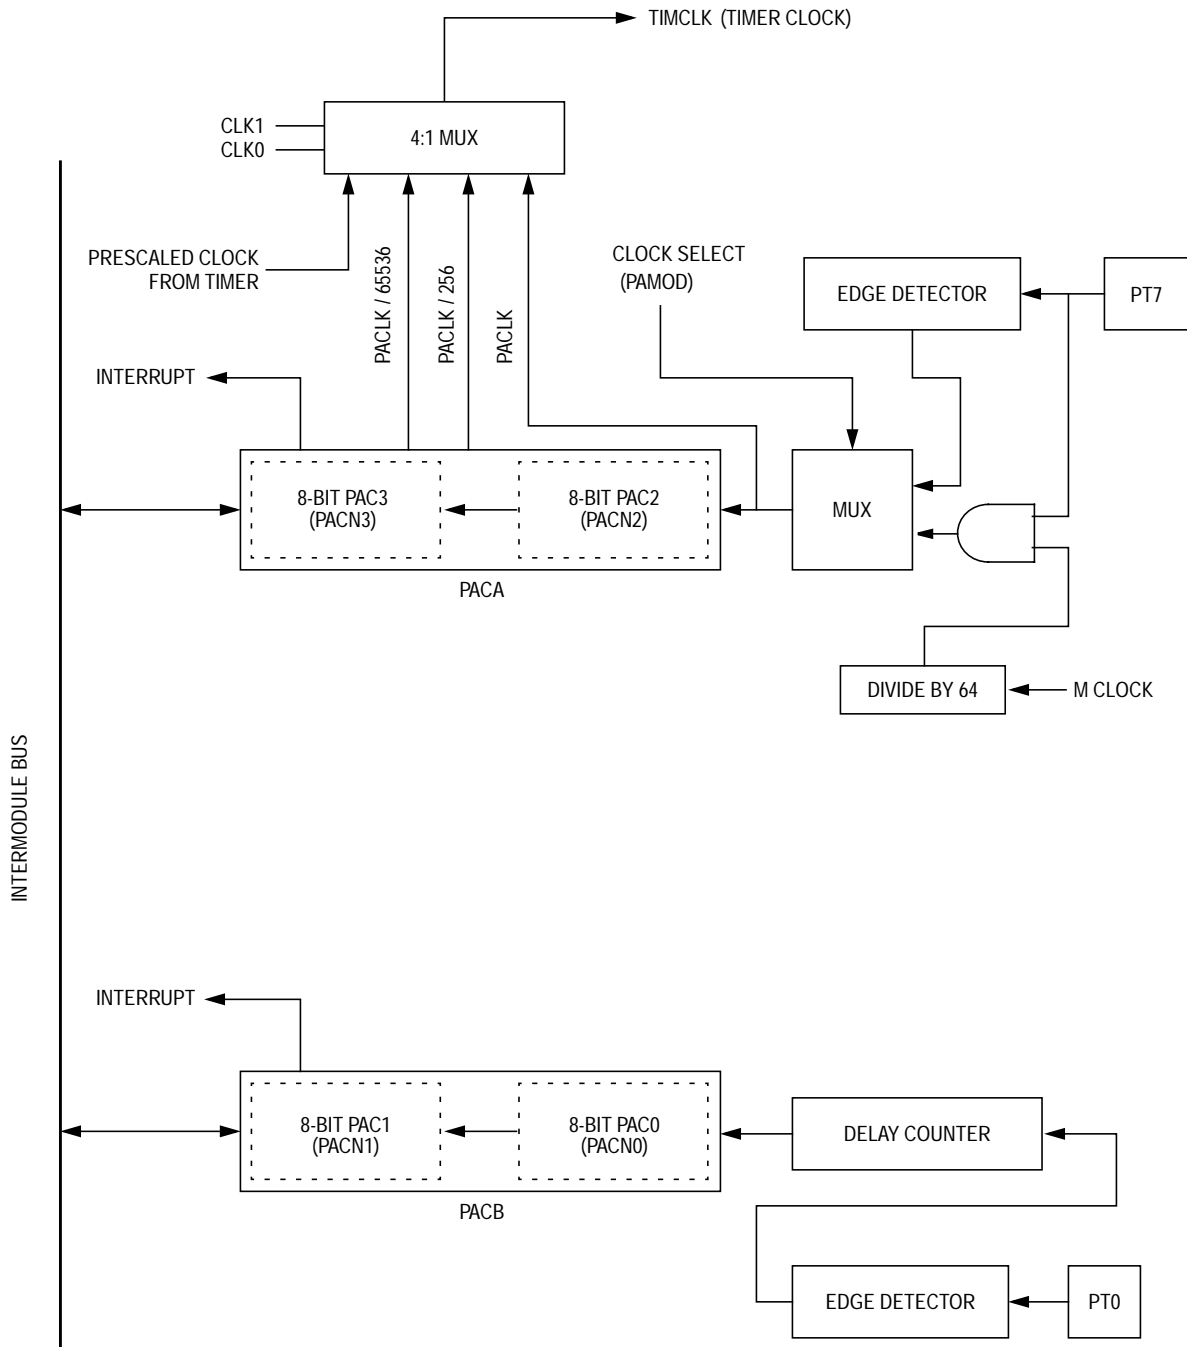 TIMCLK (TIMER CLOCK)
CLK1
CLK0
4:1 MUX
PRESCALED CLOCK
FROM TIMER
PACLK / 65536
PACLK / 256
PACLK
CLOCK SELECT
(PAMOD)
EDGE DETECTOR
PT7
INTERRUPT
8-BIT PAC3
(PACN3)
8-BIT PAC2
(PACN2)
MUX
PACA
DIVIDE BY 64
M CLOCK
INTERMODULE BUS
INTERRUPT
8-BIT PAC1
(PACN1)
8-BIT PAC0
(PACN0)
DELAY COUNTER
PACB
EDGE DETECTOR
PT0